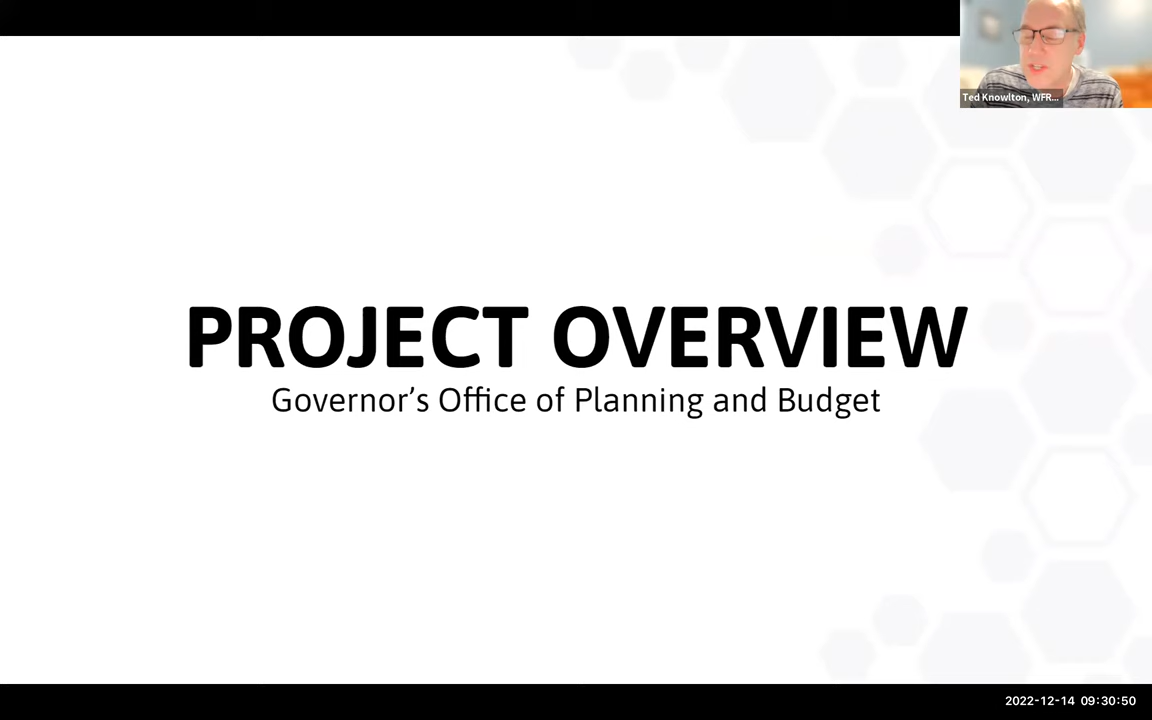 Ted Knowlton, WFR...
PROJECT OVERVIEW
Governor’s Office of Planning and Budget
2022-12-14 09:30:50